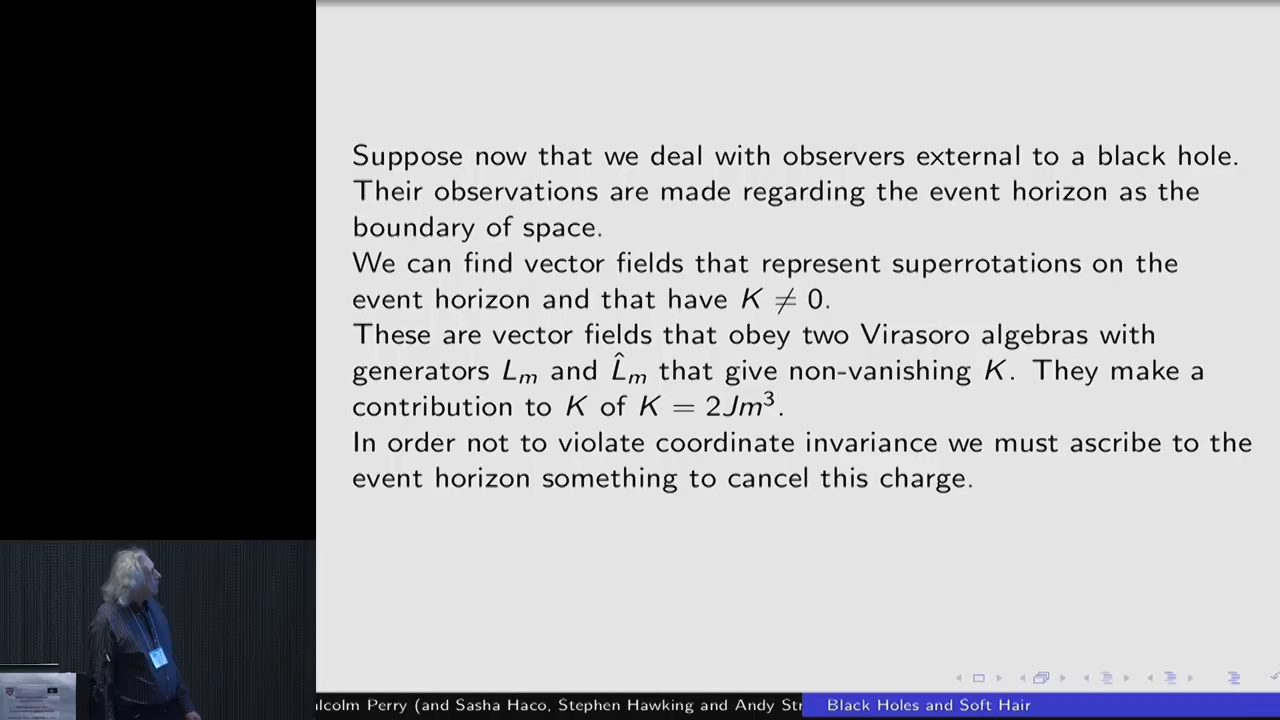 Suppose now that we deal with observers external to a black hole.
Their observations are made regarding the event horizon as the
boundary of space.
We can find vector fields that represent superrotations on the
event horizon and that have K ≠ 0.
These are vector fields that obey two Virasoro algebras with
generators Lₘ and L̂ₘ that give non-vanishing K. They make a
contribution to K of K = 2Jm³.
In order not to violate coordinate invariance we must ascribe to the
event horizon something to cancel this charge.
lcolm Perry (and Sasha Haco, Stephen Hawking and Andy Str
Black Holes and Soft Hair